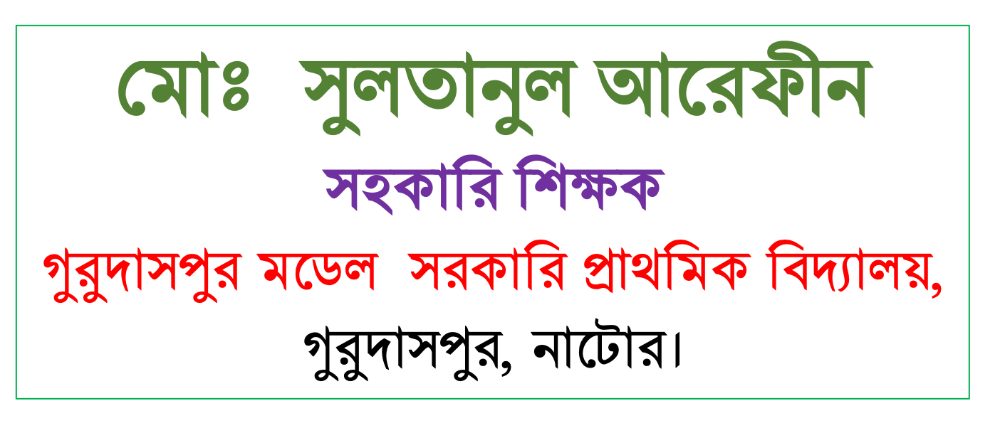 মোঃ সুলতানুল আরেফীন
সহকারি শিক্ষক
গুরুদাসপুর মডেল সরকারি প্রাথমিক বিদ্যালয়,
গুরুদাসপুর, নাটোর।